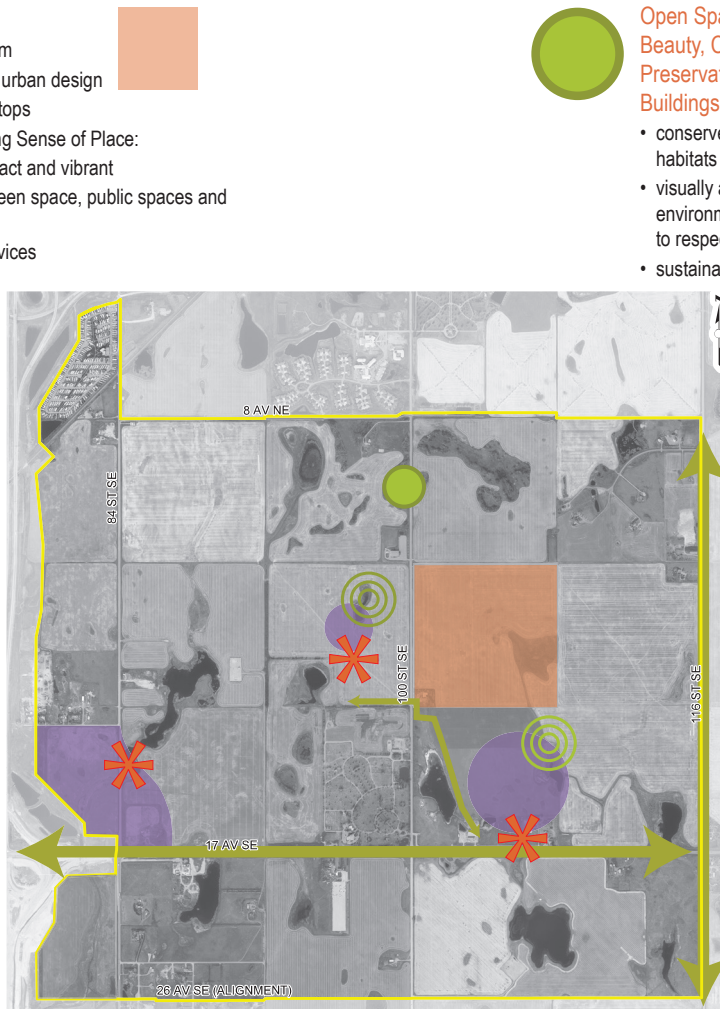 m
urban design
tops
ng Sense of Place:
act and vibrant
een space, public spaces and
vices
Open Spa
Beauty, C
Preservat
Buildings
• conserve
habitats
• visually a
environm
to respec
• sustaina
8 AV NE
84 ST SE
100 ST SE
116 ST SE
17 AV SE
26 AV SE (ALIGNMENT)